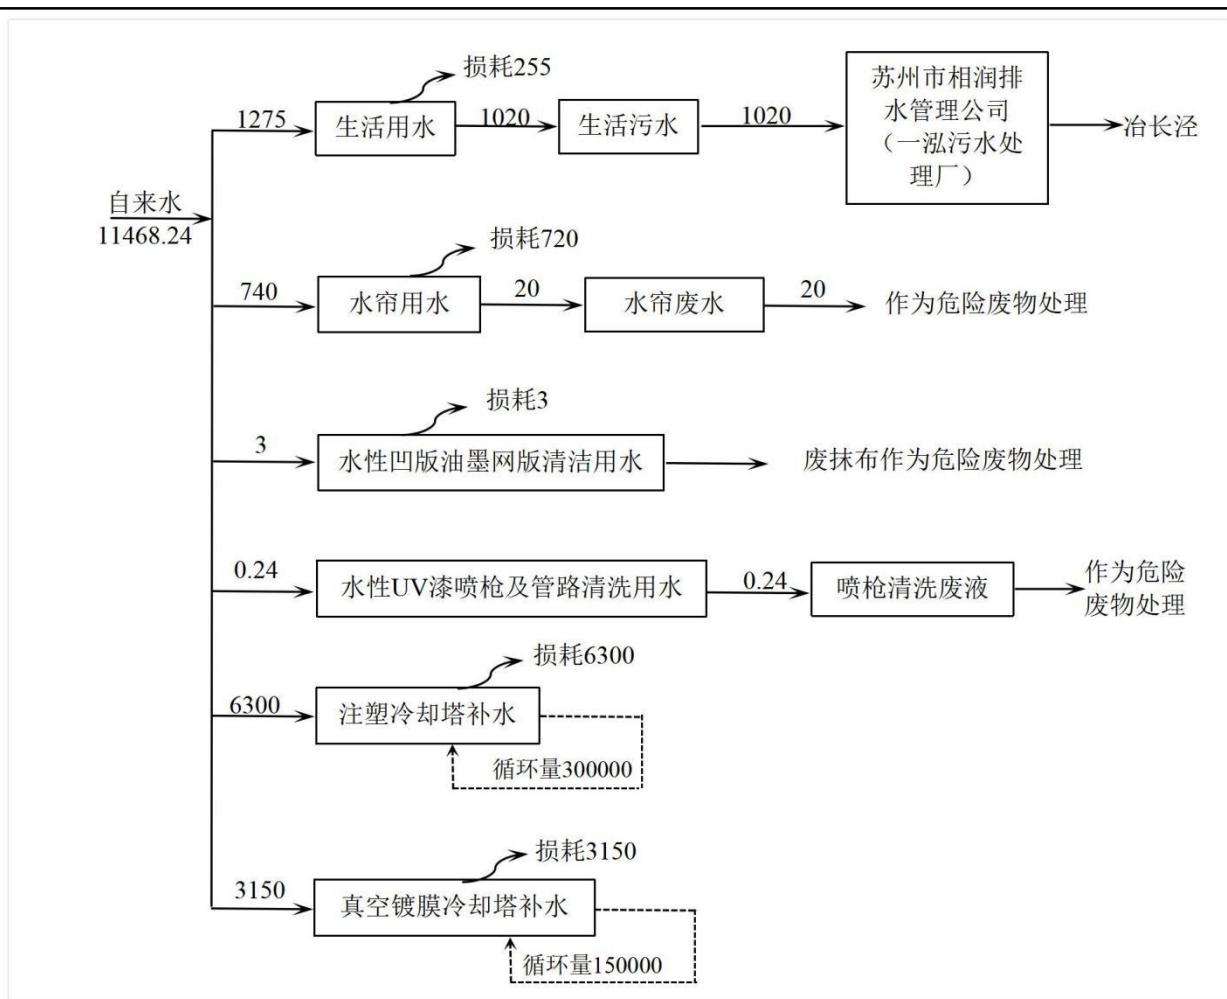 损耗255
1275
生活用水
1020
生活污水
1020
苏州市相润排
水管理公司
（一泓污水处
理厂）
冶长泾
自来水
11468.24
损耗720
740
水帘用水
20
水帘废水
20
作为危险废物处理
损耗3
3
水性凹版油墨网版清洁用水
废抹布作为危险废物处理
0.24
水性UV漆喷枪及管路清洗用水
0.24
喷枪清洗废液
作为危险
废物处理
损耗6300
6300
注塑冷却塔补水
循环量300000
损耗3150
3150
真空镀膜冷却塔补水
循环量150000